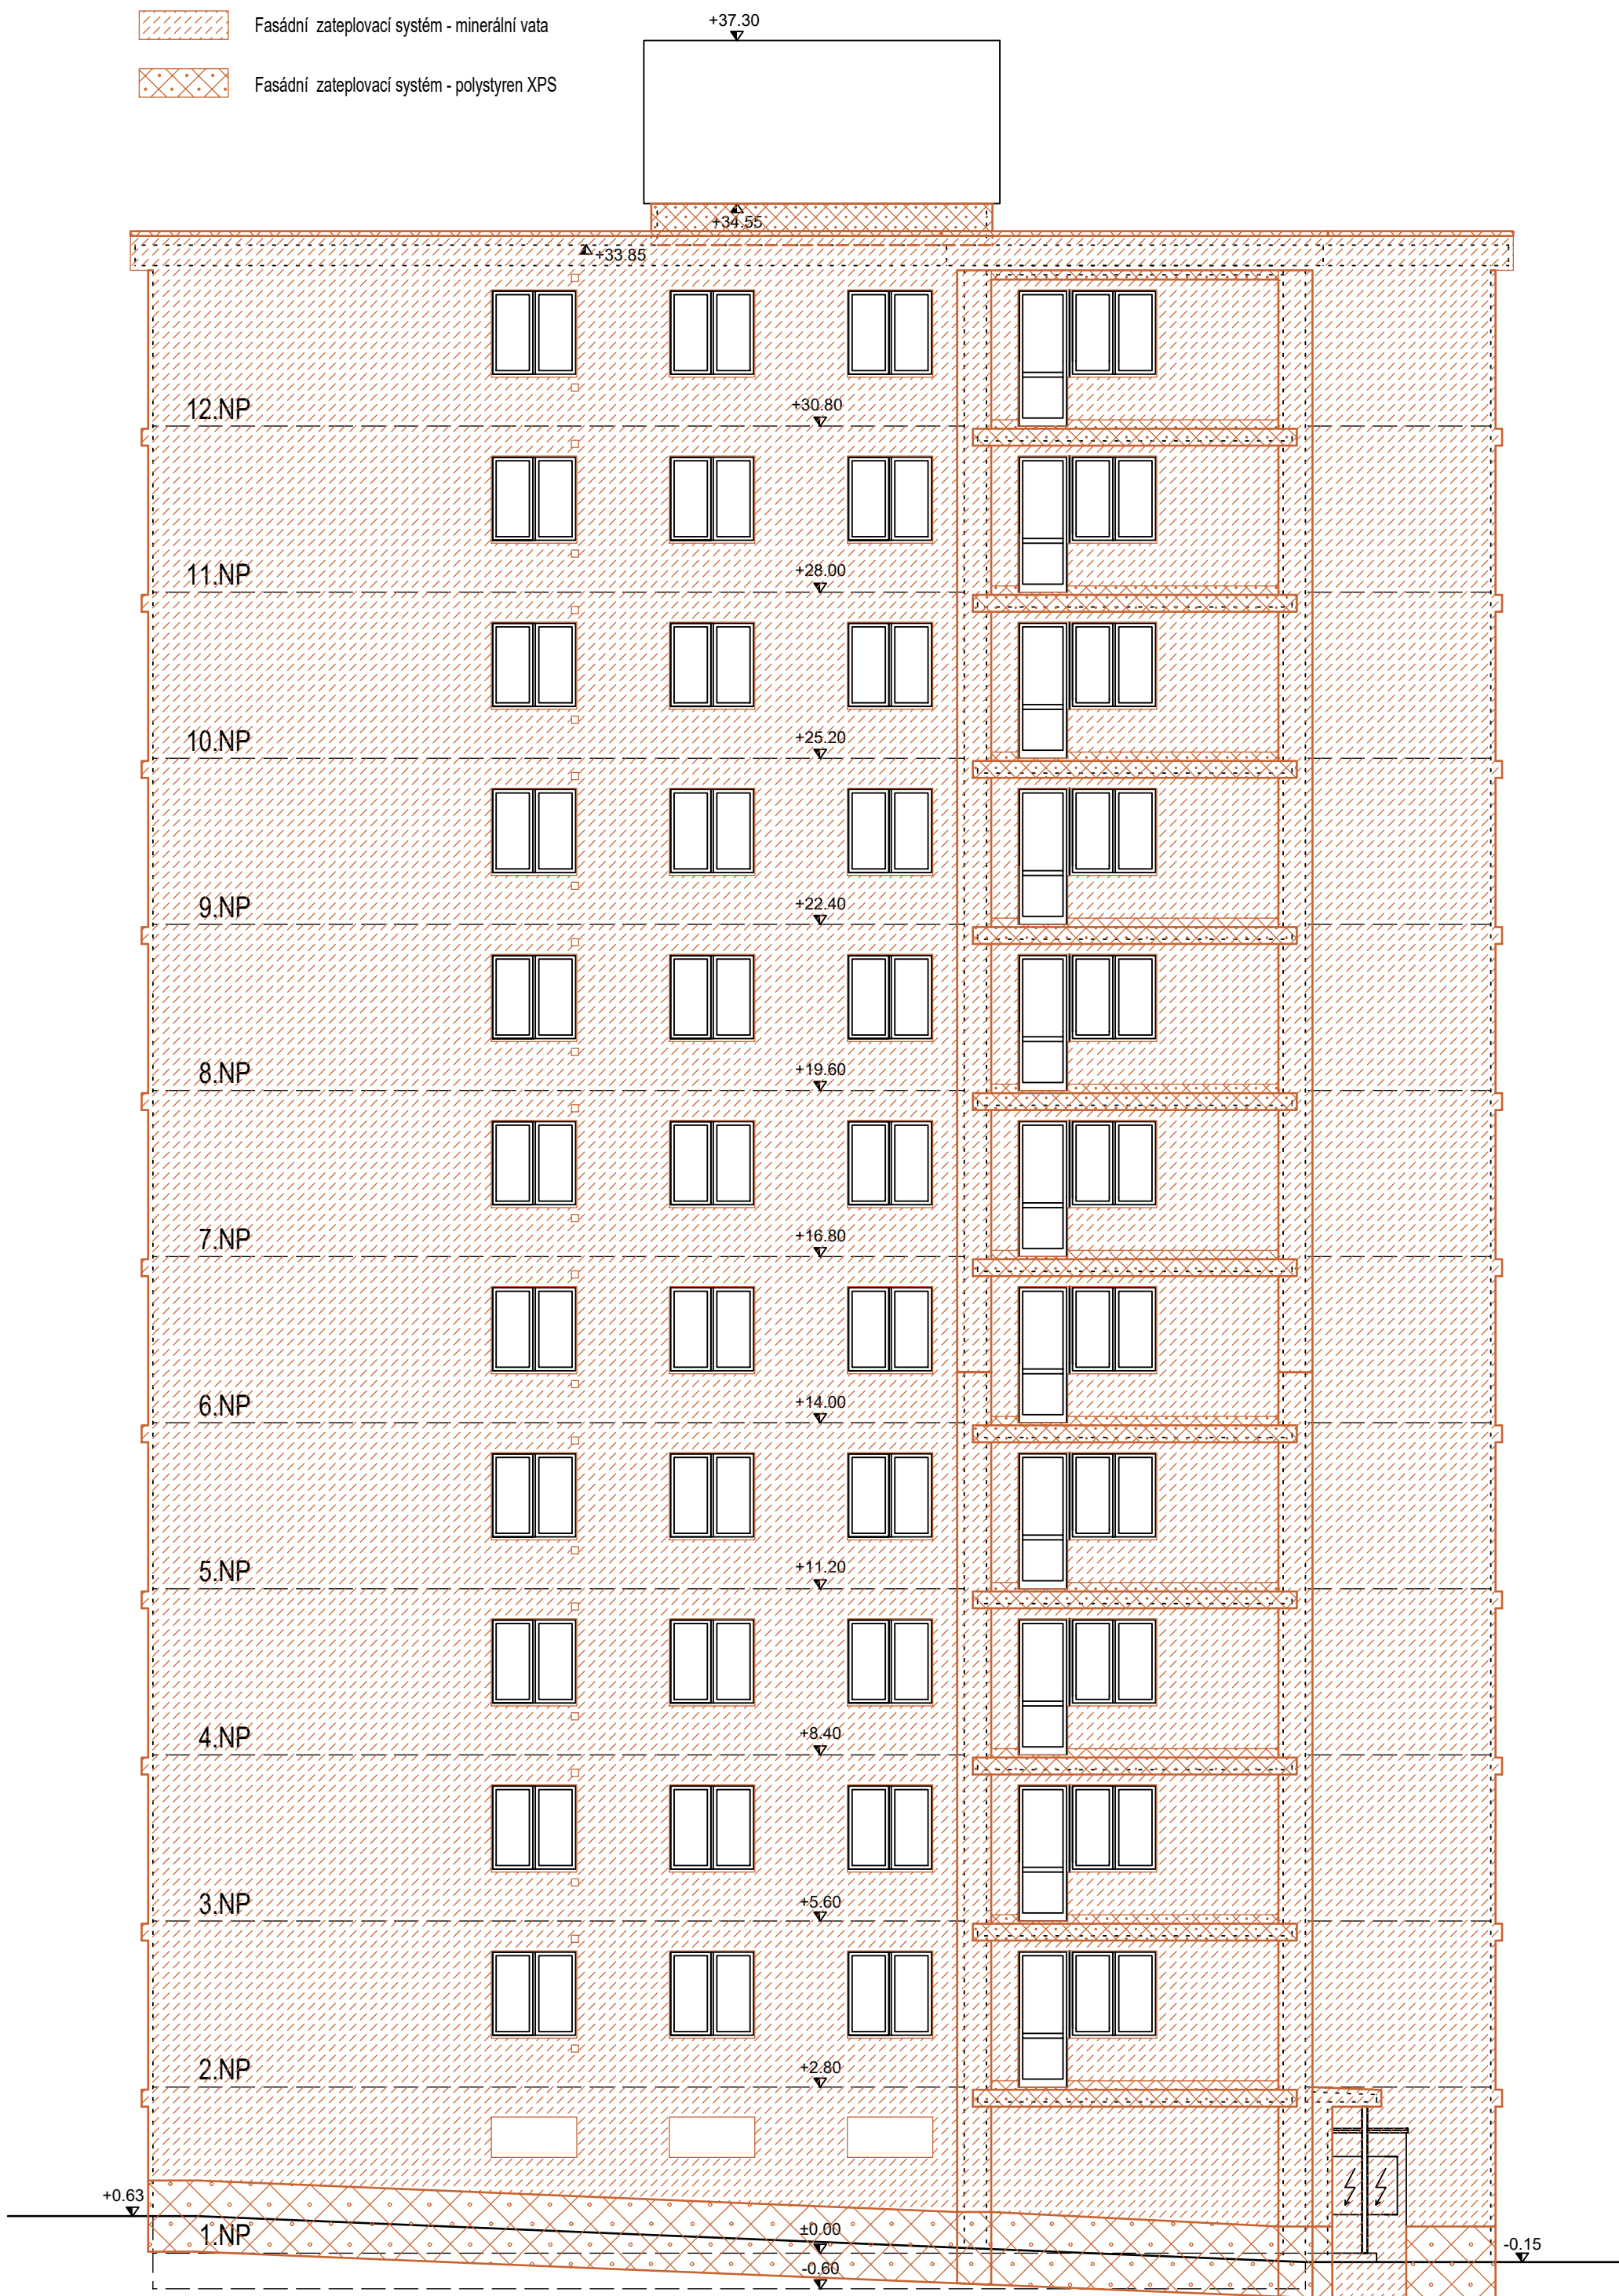 Fasádní zateplovací systém - minerální vata
Fasádní zateplovací systém - polystyren XPS
+37.30
+34.55
+33.85
12.NP
+30.80
11.NP
+28.00
10.NP
+25.20
9.NP
+22.40
8.NP
+19.60
7.NP
+16.80
6.NP
+14.00
5.NP
+11.20
4.NP
+8.40
3.NP
+5.60
2.NP
+2.80
+0.63
1.NP
±0.00
-0.15
-0.60